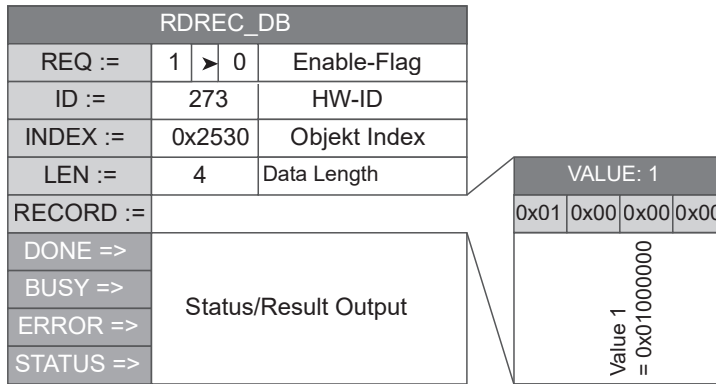 RDREC_DB
REQ := 1 ➤ 0 Enable-Flag
ID := 273 HW-ID
INDEX := 0x2530 Objekt Index
LEN := 4 Data Length
RECORD :=
DONE =>
BUSY =>
ERROR =>
STATUS =>
Status/Result Output
VALUE: 1
0x01 0x00 0x00 0x00
Value 1
= 0x01000000